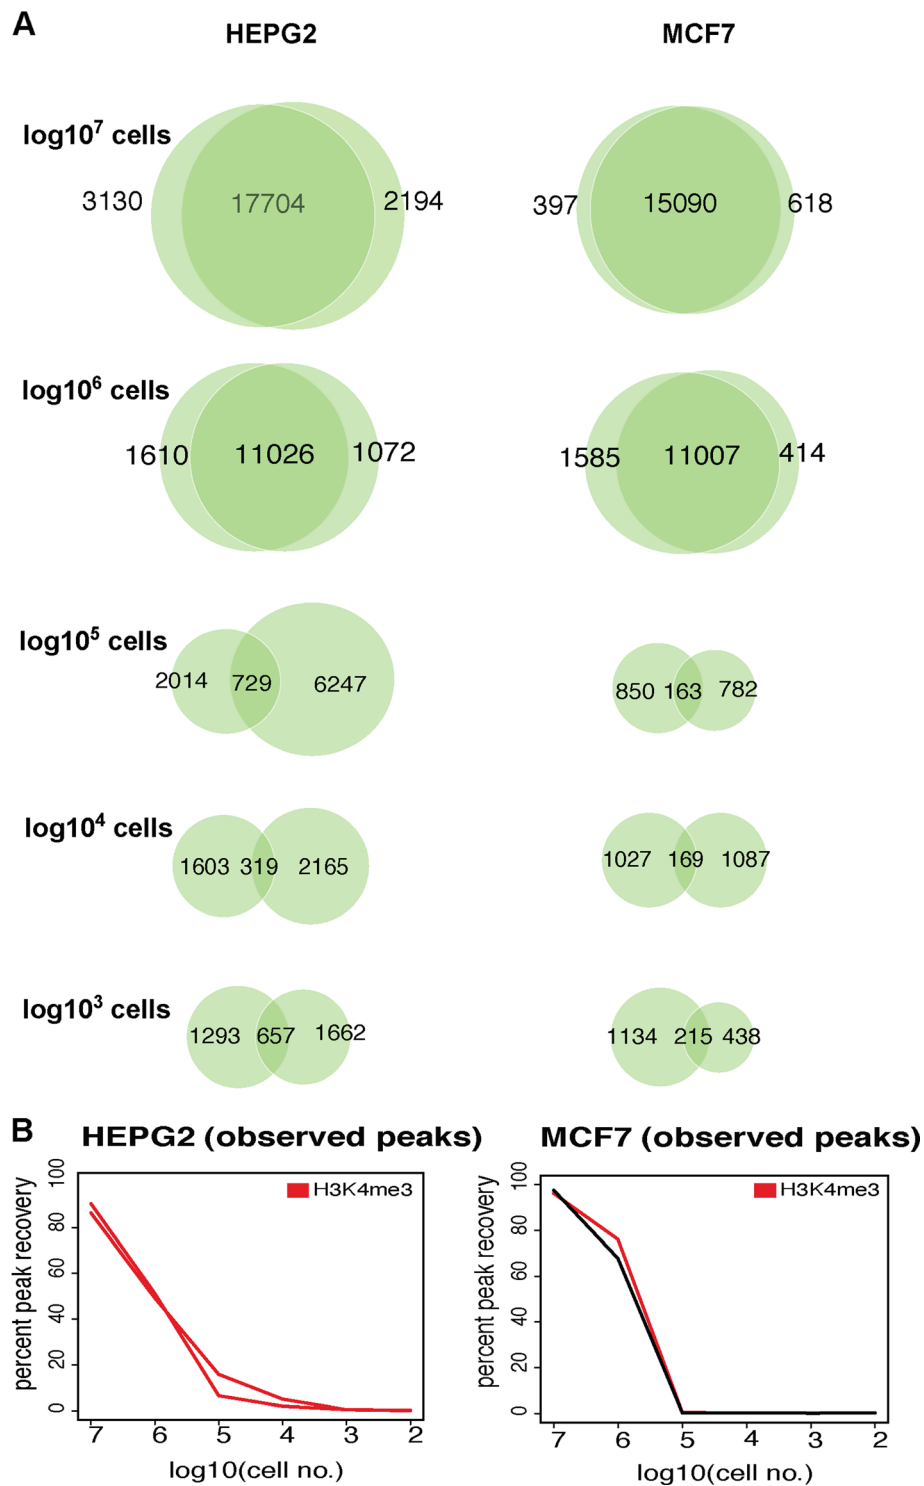 A
HEPG2 MCF7
log10⁷ cells
3130 17704 2194 397 15090 618
log10⁶ cells
1610 11026 1072 1585 11007 414
log10⁵ cells
2014 729 6247 850 163 782
log10⁴ cells
1603 319 2165 1027 169 1087
log10³ cells
1293 657 1662 1134 215 438
B
HEPG2 (observed peaks)
H3K4me3
percent peak recovery
100
80
60
40
20
0
7 6 5 4 3 2
log10(cell no.)
MCF7 (observed peaks)
H3K4me3
percent peak recovery
100
80
60
40
20
0
7 6 5 4 3 2
log10(cell no.)